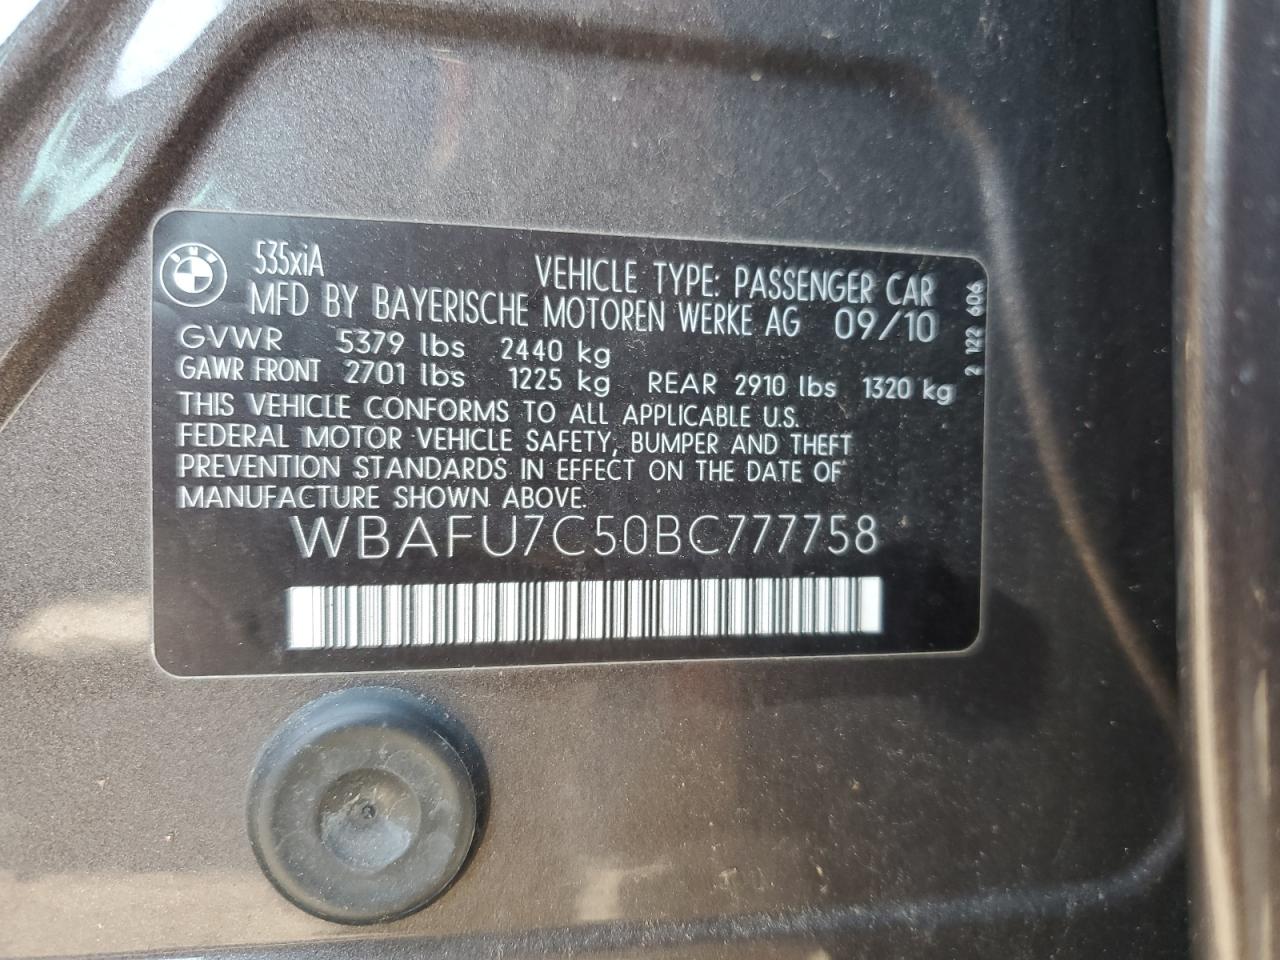 535xiA
VEHICLE TYPE: PASSENGER CAR
MFD BY BAYERISCHE MOTOREN WERKE AG 09/10
GVWR 5379 lbs 2440 kg
GAWR FRONT 2701 lbs 1225 kg REAR 2910 lbs 1320 kg
THIS VEHICLE CONFORMS TO ALL APPLICABLE U.S.
FEDERAL MOTOR VEHICLE SAFETY, BUMPER AND THEFT
PREVENTION STANDARDS IN EFFECT ON THE DATE OF
MANUFACTURE SHOWN ABOVE.
WBAFU7C50BC777758
2 122 606